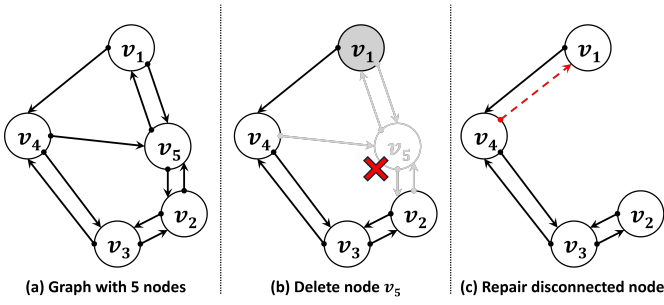 v1
v4
v5
v2
v3
(a) Graph with 5 nodes
v1
v4
v5
v2
v3
(b) Delete node v5
v1
v4
v2
v3
(c) Repair disconnected node